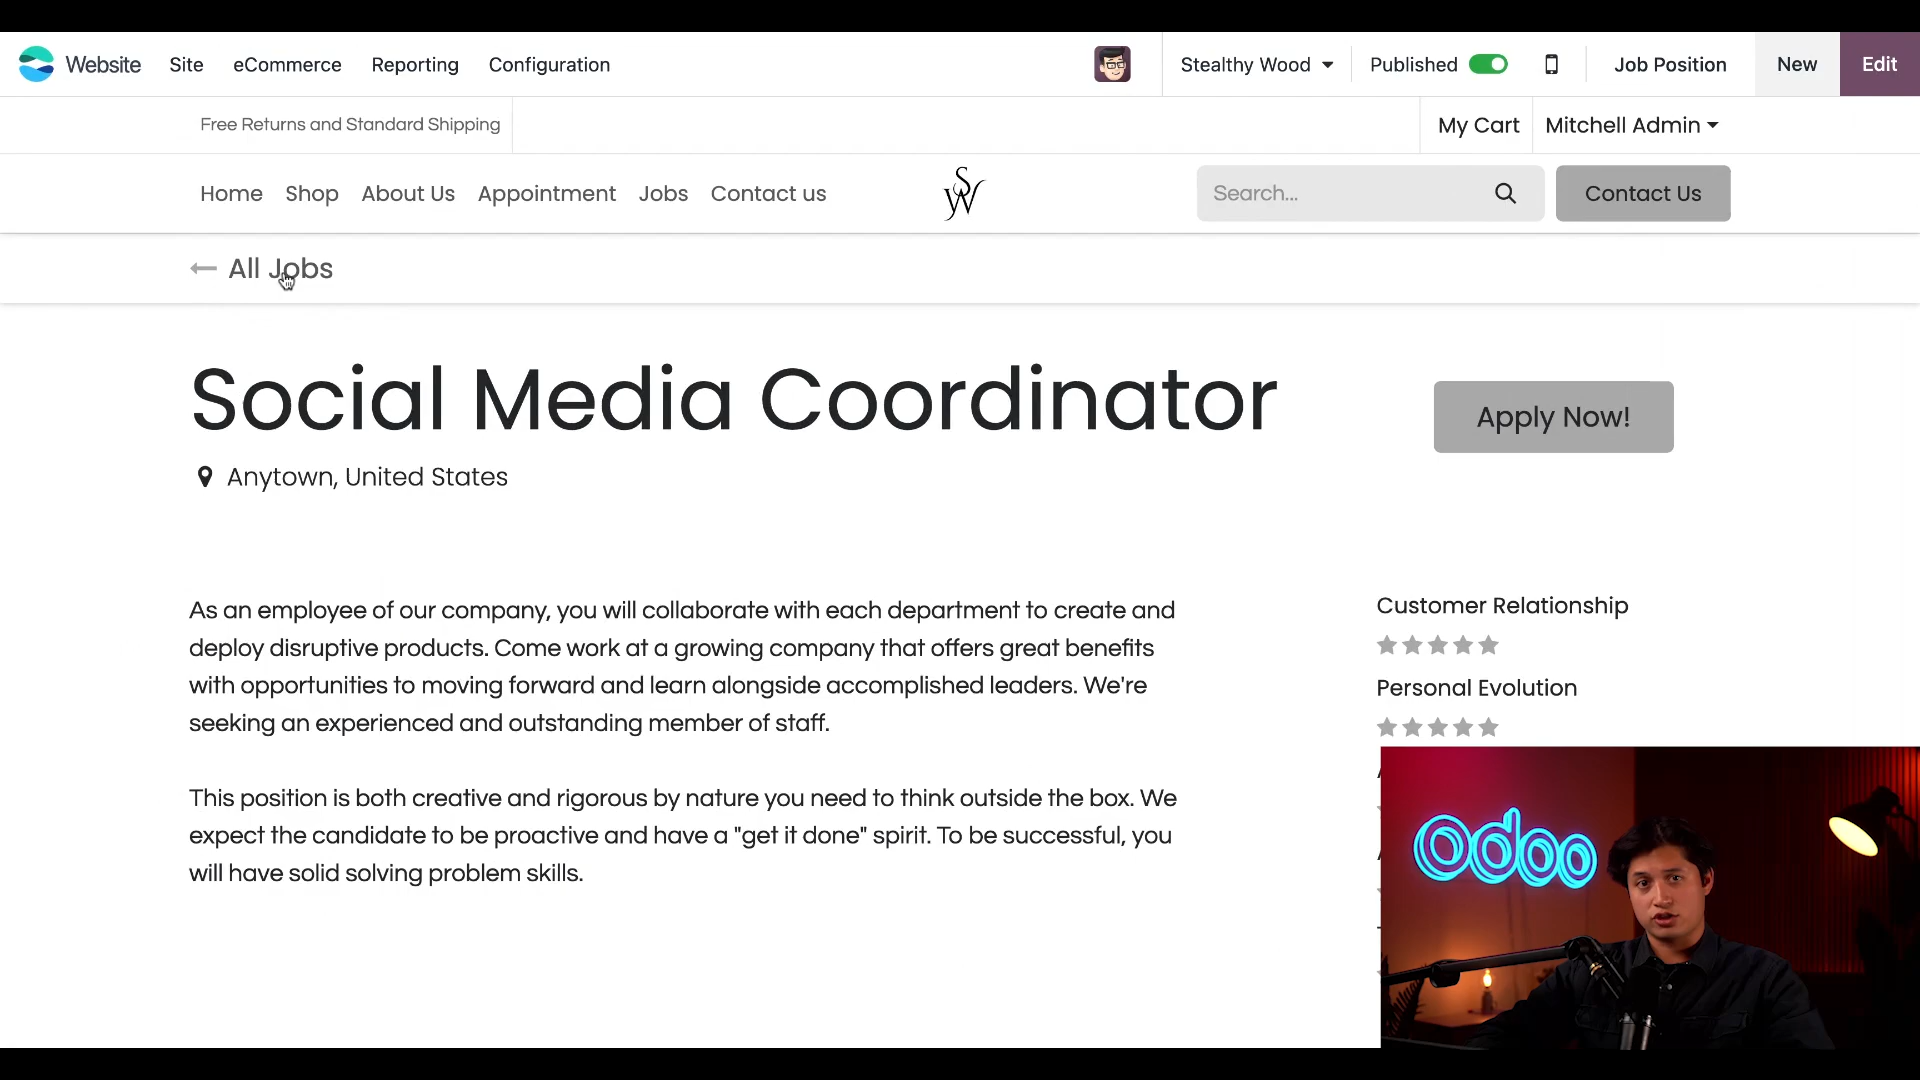 Website Site eCommerce Reporting Configuration Stealthy Wood Published Job Position New Edit
Free Returns and Standard Shipping My Cart Mitchell Admin
Home Shop About Us Appointment Jobs Contact us SW Search... Contact Us
All Jobs
Social Media Coordinator
Apply Now!
Anytown, United States
As an employee of our company, you will collaborate with each department to create and
deploy disruptive products. Come work at a growing company that offers great benefits
with opportunities to moving forward and learn alongside accomplished leaders. We're
seeking an experienced and outstanding member of staff.
This position is both creative and rigorous by nature you need to think outside the box. We
expect the candidate to be proactive and have a "get it done" spirit. To be successful, you
will have solid solving problem skills.
Customer Relationship
Personal Evolution
odoo